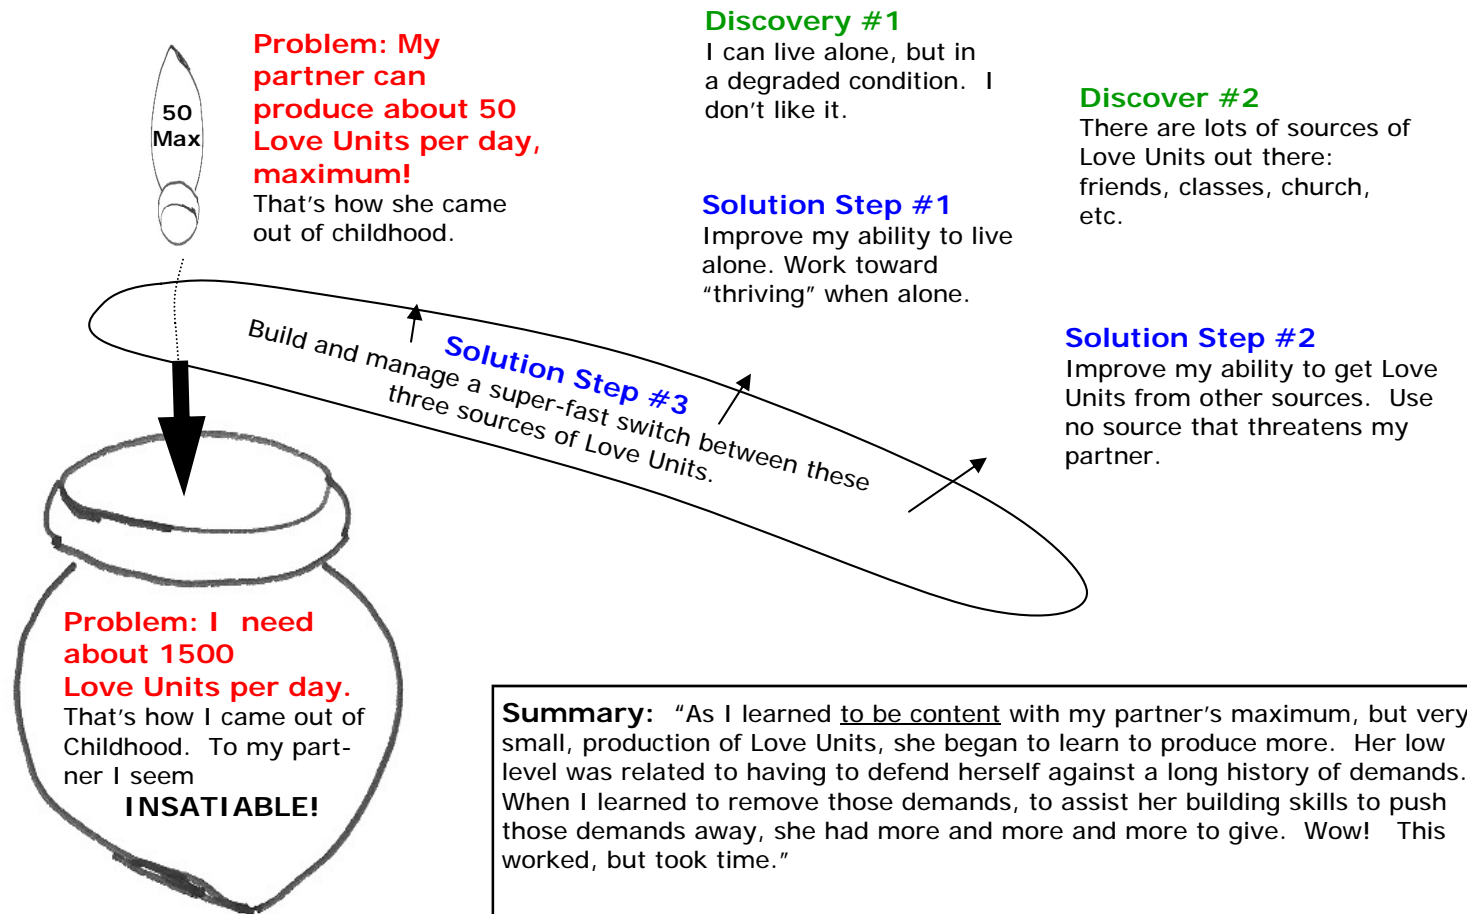 50
Max
Problem: My
partner can
produce about 50
Love Units per day,
maximum!
That's how she came
out of childhood.
Discovery #1
I can live alone, but in
a degraded condition.  I
don't like it.
Discover #2
There are lots of sources of
Love Units out there:
friends, classes, church,
etc.
Solution Step #1
Improve my ability to live
alone. Work toward
“thriving” when alone.
Solution Step #2
Improve my ability to get Love
Units from other sources.  Use
no source that threatens my
partner.
Solution Step #3
Build and manage a super-fast switch between these
three sources of Love Units.
Problem: I  need
about 1500
Love Units per day.
That's how I came out of
Childhood.  To my part-
ner I seem
INSATIABLE!
Summary:  “As I learned to be content with my partner's maximum, but very
small, production of Love Units, she began to learn to produce more.  Her low
level was related to having to defend herself against a long history of demands.
When I learned to remove those demands, to assist her building skills to push
those demands away, she had more and more and more to give.  Wow!   This
worked, but took time.”